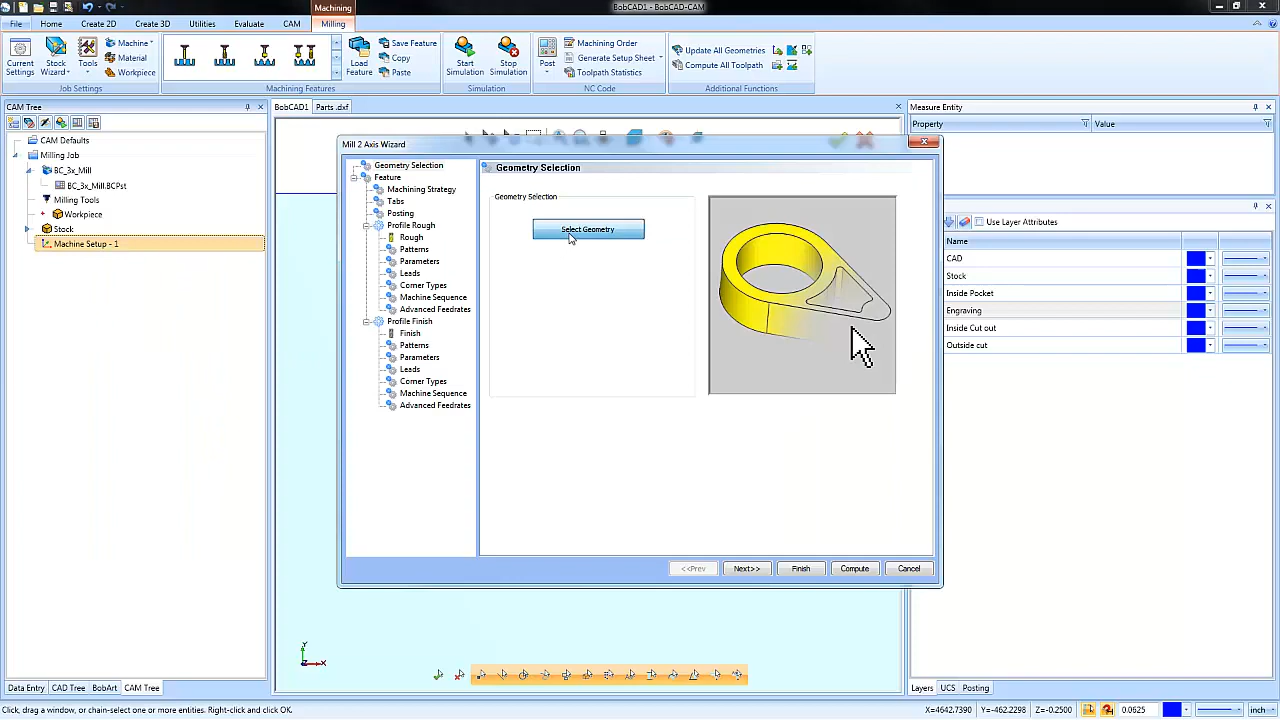 Machining
BobCAD1 - BobCAD-CAM
File
Home
Create 2D
Create 3D
Utilities
Evaluate
CAM
Milling
Current Settings
Stock Wizard
Tools
Machine
Material
Workpiece
Job Settings
Load Feature
Save Feature
Copy
Paste
Machining Features
Start Simulation
Stop Simulation
Simulation
Post
Machining Order
Generate Setup Sheet
Toolpath Statistics
NC Code
Update All Geometries
Compute All Toolpath
Additional Functions
CAM Tree
CAM Defaults
Milling Job
BC_3x_Mill
BC_3x_Mill.BCPst
Milling Tools
Workpiece
Stock
Machine Setup - 1
BobCAD1
Parts .dxf
Mill 2 Axis Wizard
Geometry Selection
Feature
Machining Strategy
Tabs
Posting
Profile Rough
Rough
Patterns
Parameters
Leads
Corner Types
Machine Sequence
Advanced Feedrates
Profile Finish
Finish
Patterns
Parameters
Leads
Corner Types
Machine Sequence
Advanced Feedrates
Geometry Selection
Geometry Selection
Select Geometry
<<Prev
Next>>
Finish
Compute
Cancel
Y
X
Z
Measure Entity
Property
Value
Use Layer Attributes
Name
CAD
Stock
Inside Pocket
Engraving
Inside Cut out
Outside cut
Data Entry
CAD Tree
BobArt
CAM Tree
Layers
UCS
Posting
Click, drag a window, or chain-select one or more entities. Right-click and click OK.
X=4642.7390
Y=-462.2298
Z=-0.2500
0.0625
inch